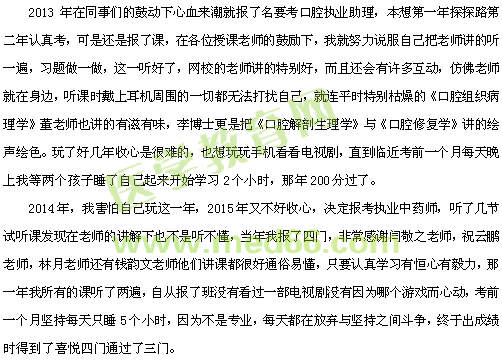 2013 年在同事们的鼓动下心血来潮就报了名要考口腔执业助理，本想第一年探探路第
二年认真考，可是还是报了课，在各位授课老师的鼓励下，我就努力说服自己把老师讲的听
一遍，习题做一做，这一听好了，网校的老师讲的特别好，而且还会有许多互动，仿佛老师
就在身边，听课时戴上耳机周围的一切都无法打扰自己，就连平时特别枯燥的《口腔组织病
理学》董老师也讲的有滋有味，李博士更是把《口腔解剖生理学》与《口腔修复学》讲的绘
声绘色。玩了好几年收心是很难的，也想玩玩手机看看电视剧，直到临近考前一个月每天晚
上我等两个孩子睡了自己起来开始学习 2个小时，那年 200分过了。
2014年，我害怕自己玩这一年，2015年又不好收心，决定报考执业中药师，听了几节
试听课发现在老师的讲解下也不是听不懂，当年我报了四门，非常感谢闫敬之老师，祝云鹏
老师，林月老师还有钱韵文老师他们讲课都很好通俗易懂，只要认真学习有恒心有毅力，那
一年我所有的课听了两遍，自从报了班没有看过一部电视剧没有因为哪个游戏而心动，考前
一个月坚持每天只睡 5个小时，因为不是专业，每天都在放弃与坚持之间斗争，终于出成绩
时得到了喜悦四门通过了三门。
医学教育网
www.med66.com